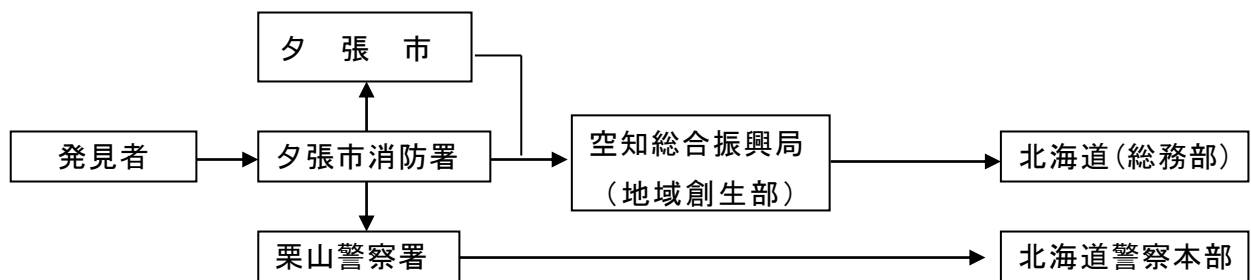 夕 張 市
発見者
夕張市消防署
空知総合振興局
（地域創生部）
北海道（総務部）
栗山警察署
北海道警察本部